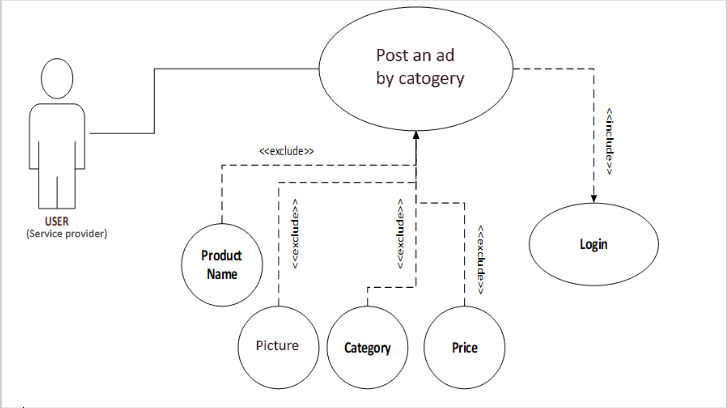 Post an ad
by catogery
<<include>>
<<exclude>>
<<exclude>>
<<exclude>>
<<exclude>>
USER
(Service provider)
Product
Name
Login
Picture
Category
Price